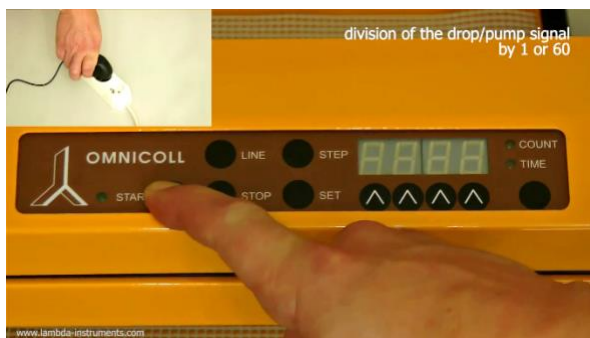 division of the drop/pump signal
by 1 or 60
OMNICOLL
LINE
STEP
COUNT
TIME
STAR
STOP
SET
www.lambda-instruments.com